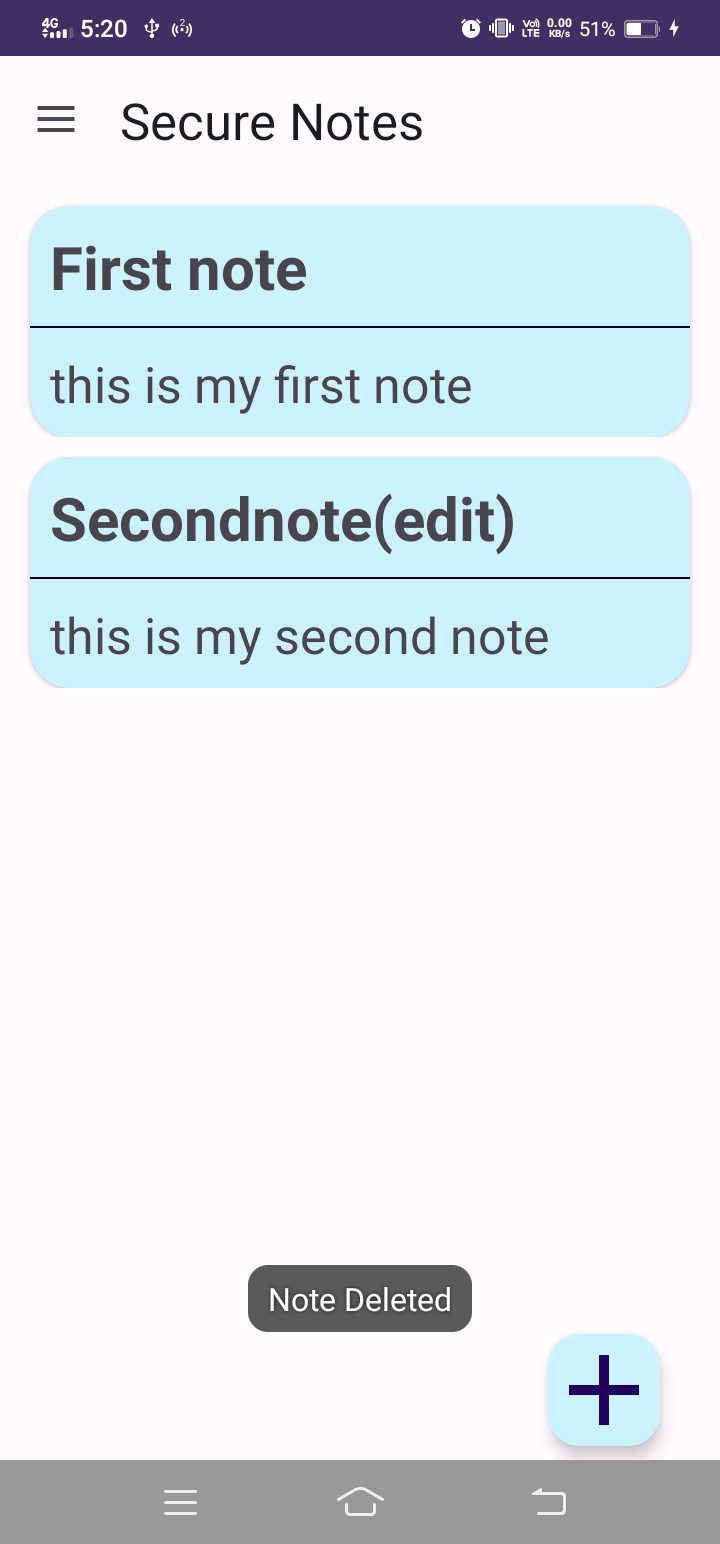 4G 5:20 2 Vo) LTE 0.00 KB/s 51%
Secure Notes
First note
this is my first note
Secondnote(edit)
this is my second note
Note Deleted